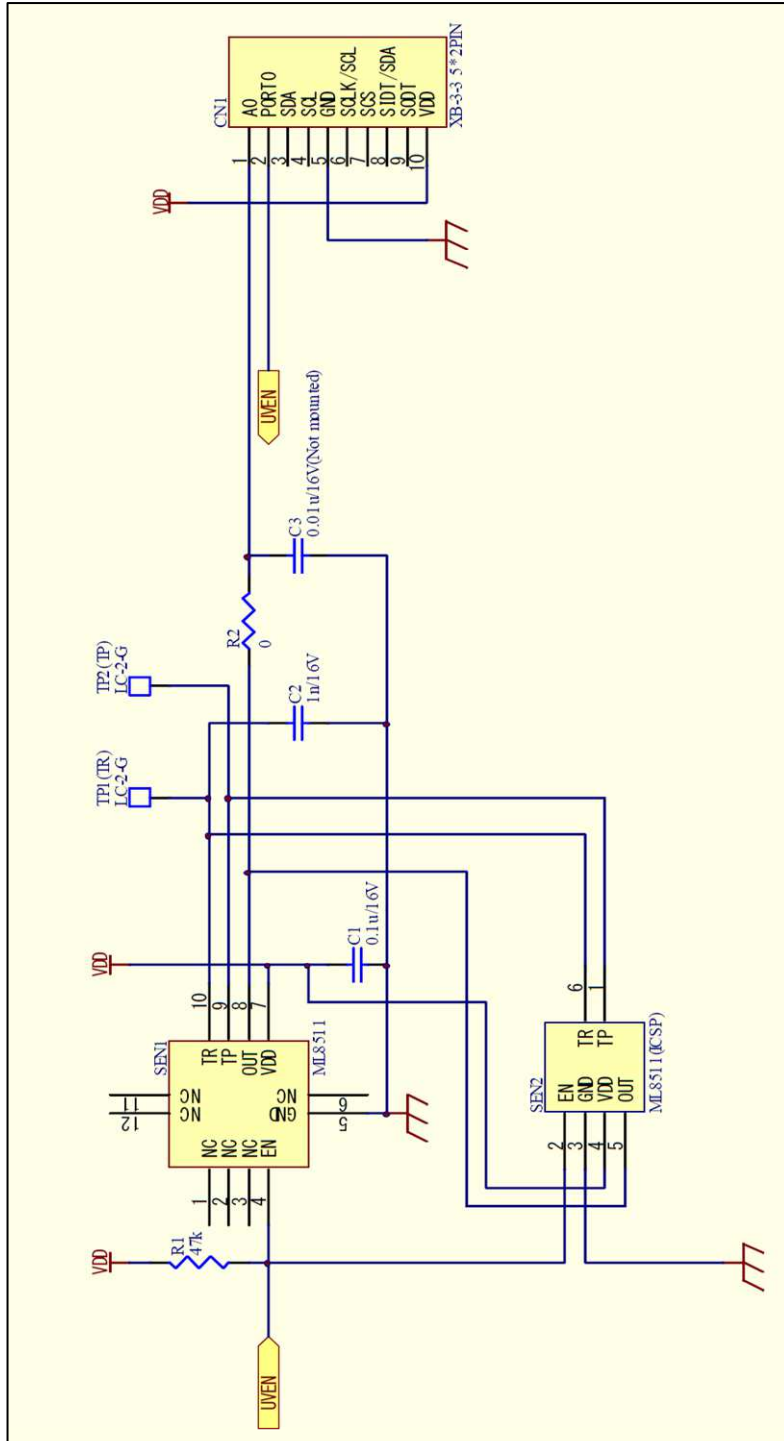 VDD
R1
47k
UVEN
SEN1
ML8511
1
2
3
4
NC
NC
NC
EN
12
11
NC
NC
TR
TP
OUT
VDD
10
9
8
7
GND
NC
5
6
VDD
C1
0.1u/16V
TP1(TR)
LC-2-G
TP2(TP)
LC-2-G
C2
1n/16V
R2
0
C3
0.01u/16V(Not mounted)
UVEN
SEN2
ML8511(ICSP)
2
3
4
5
EN
GND
VDD
OUT
TR
TP
6
1
VDD
CN1
XB-3-3 5*2PIN
1
2
3
4
5
6
7
8
9
10
AO
PORT0
SDA
SCL
GND
SCLK/SCL
SCS
SIDT/SDA
SODT
VDD